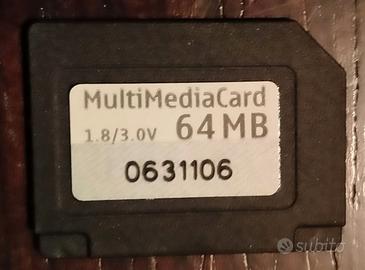 MultiMediaCard
1.8/3.0V 64 MB
0631106
subito